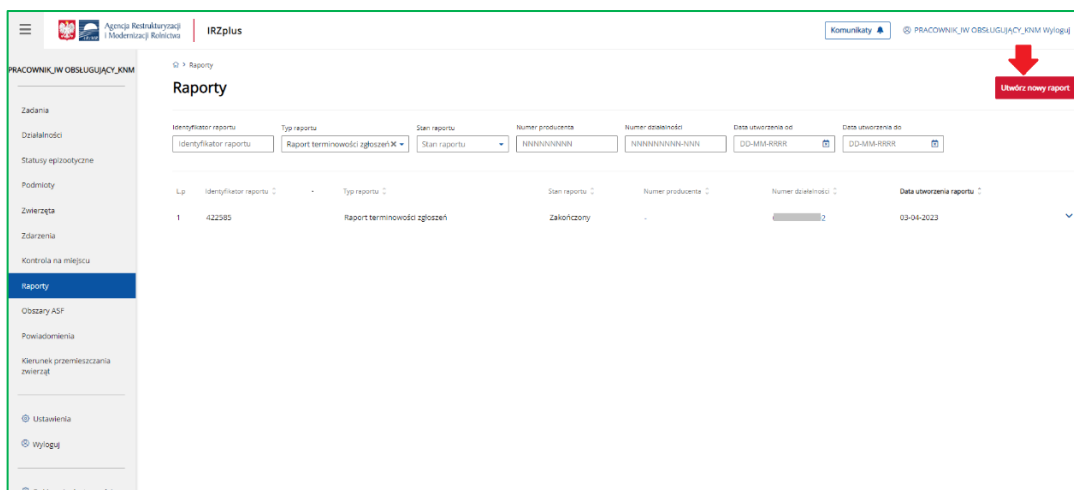 Agencja Restrukturyzacji
i Modernizacji Rolnictwa
IRZplus
Komunikaty
PRACOWNIK_IW OBSŁUGUJĄCY_KNM Wyloguj
PRACOWNIK_IW OBSŁUGUJĄCY_KNM
Zadania
Działalności
Statusy epizootyczne
Podmioty
Zwierzęta
Zdarzenia
Kontrola na miejscu
Raporty
Obszary ASF
Powiadomienia
Kierunek przemieszczania
zwierząt
Ustawienia
Wyloguj
> Raporty
Raporty
Utwórz nowy raport
Identyfikator raportu Typ raportu Stan raportu Numer producenta Numer działalności Data utworzenia od Data utworzenia do
Identyfikator raportu Raport terminowości zgłoszeń X Stan raportu NNNNNNNNN NNNNNNNNN-NNN DD-MM-RRRR DD-MM-RRRR
L.p Identyfikator raportu - Typ raportu Stan raportu Numer producenta Numer działalności Data utworzenia raportu
1 422585 Raport terminowości zgłoszeń Zakończony - 2 03-04-2023